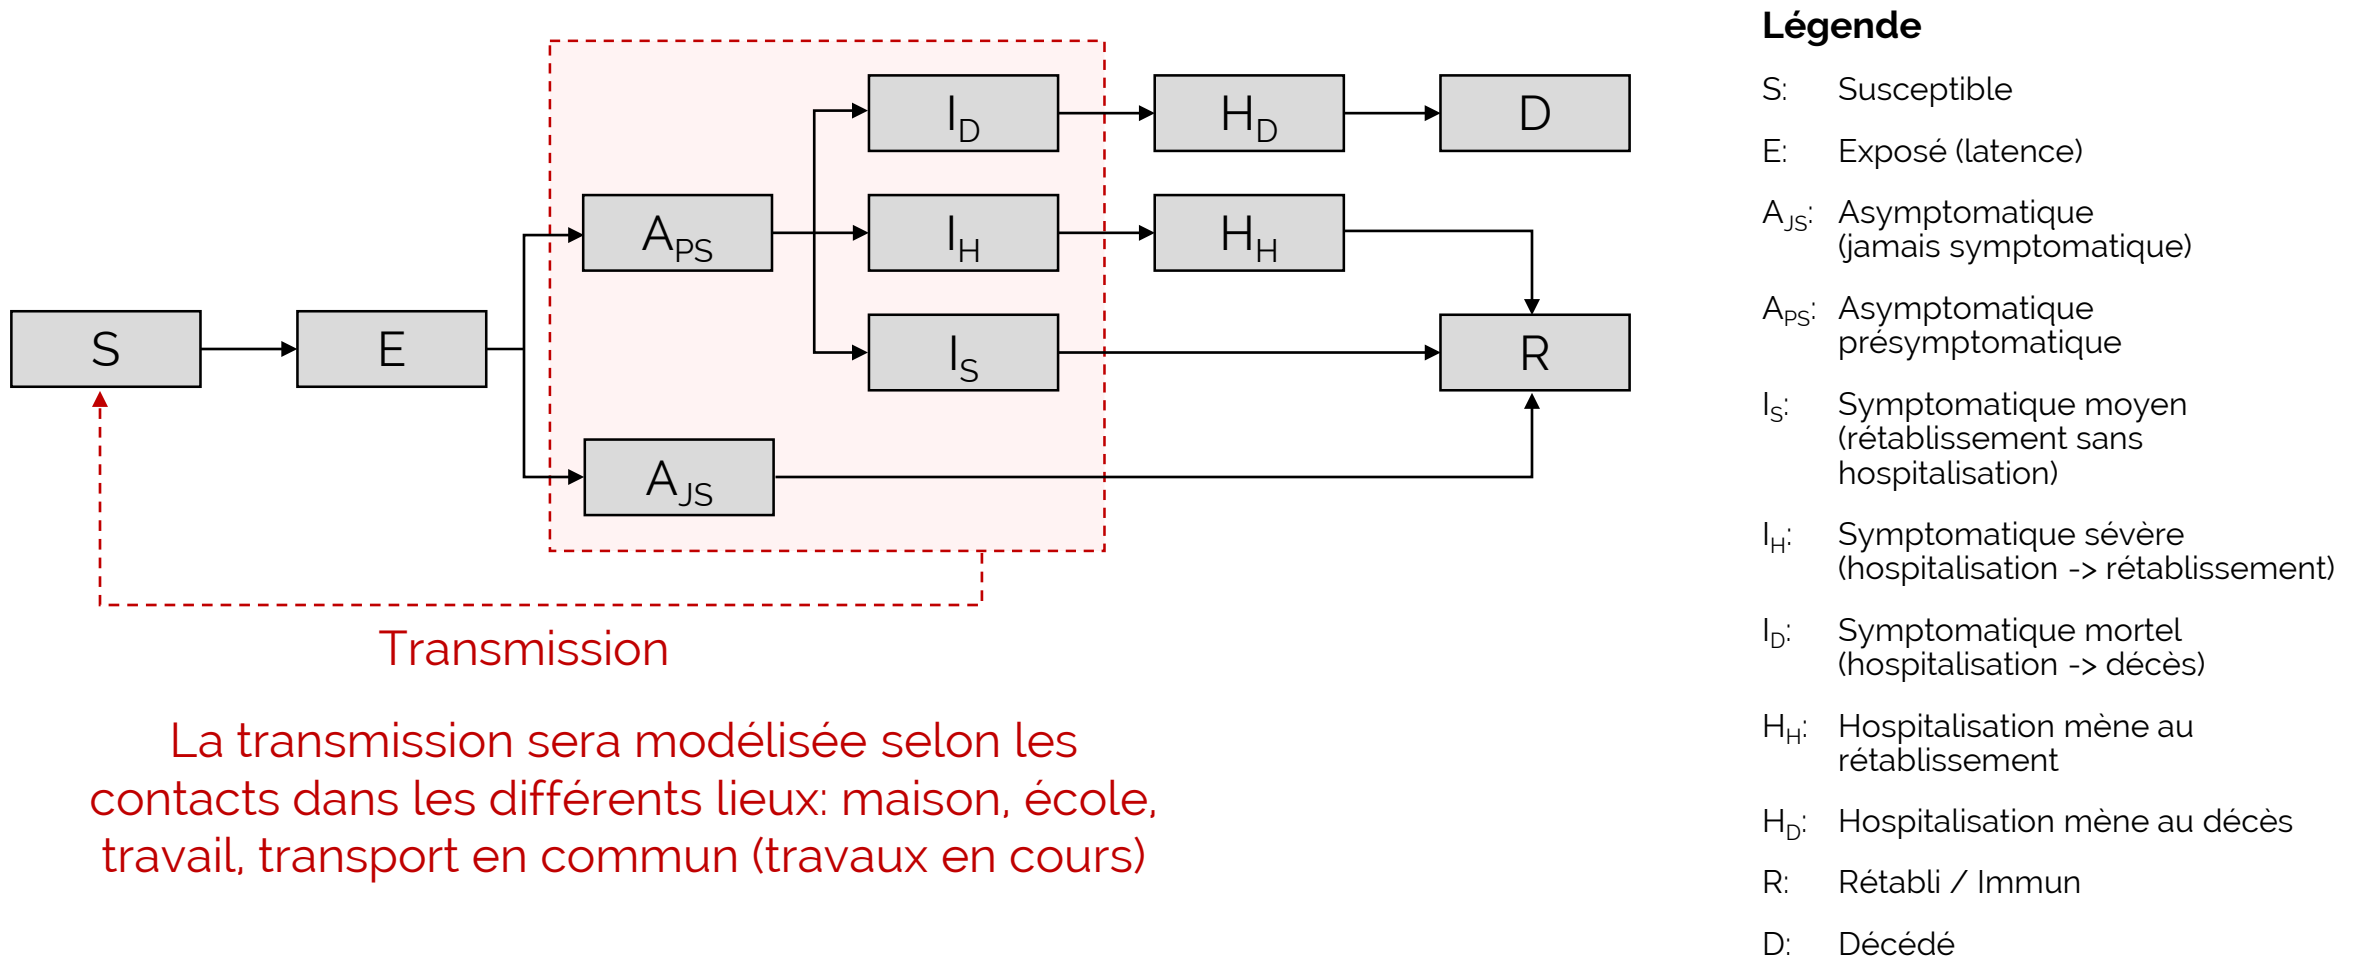 I_D
H_D
D
A_PS
I_H
H_H
S
E
I_S
R
A_JS
Transmission
La transmission sera modélisée selon les
contacts dans les différents lieux: maison, école,
travail, transport en commun (travaux en cours)
Légende
S: Susceptible
E: Exposé (latence)
A_JS: Asymptomatique
(jamais symptomatique)
A_PS: Asymptomatique
présymptomatique
I_S: Symptomatique moyen
(rétablissement sans
hospitalisation)
I_H: Symptomatique sévère
(hospitalisation -> rétablissement)
I_D: Symptomatique mortel
(hospitalisation -> décès)
H_H: Hospitalisation mène au
rétablissement
H_D: Hospitalisation mène au décès
R: Rétabli / Immun
D: Décédé